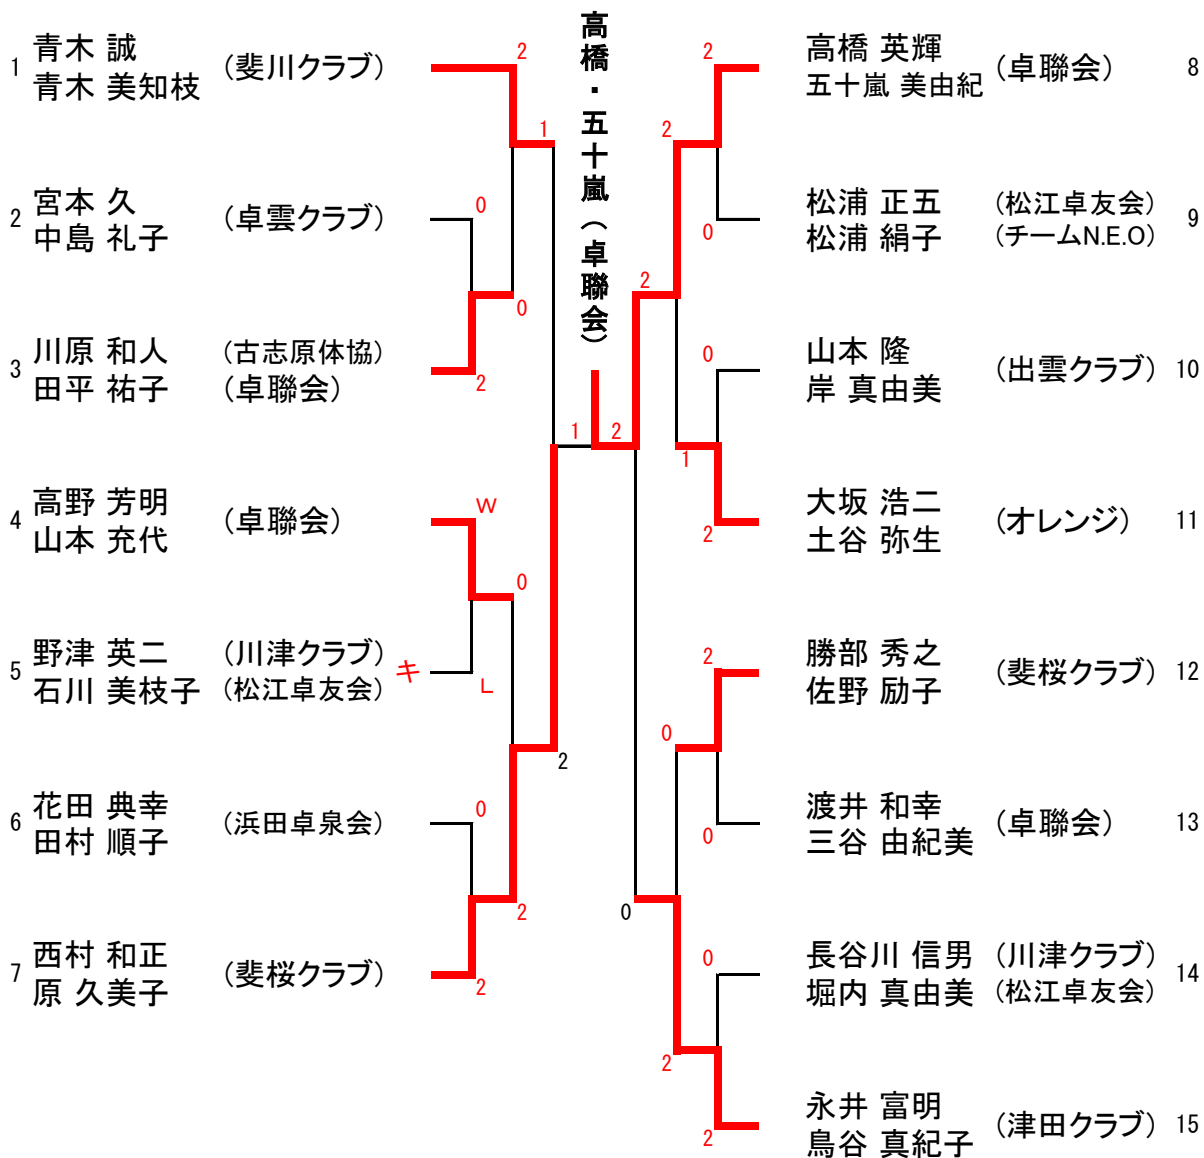 高橋・五十嵐（卓聯会）
1 青木 誠 (斐川クラブ) 2
青木 美知枝
1
2 宮本 久 (卓雲クラブ) 0
中島 礼子
0
3 川原 和人 (古志原体協)
田平 祐子 (卓聯会) 2
1 2
4 高野 芳明 (卓聯会) W
山本 充代
0
5 野津 英二 (川津クラブ) キ
石川 美枝子 (松江卓友会) L
2
6 花田 典幸 (浜田卓泉会) 0
田村 順子
2
7 西村 和正 (斐桜クラブ) 2
原 久美子
2 高橋 英輝 (卓聯会) 8
五十嵐 美由紀
2
0 松浦 正五 (松江卓友会) 9
松浦 絹子 (チームN.E.O)
2
0 山本 隆 (出雲クラブ) 10
岸 真由美
1
2 大坂 浩二 (オレンジ) 11
土谷 弥生
2 勝部 秀之 (斐桜クラブ) 12
佐野 励子
0
0 渡井 和幸 (卓聯会) 13
三谷 由紀美
0
0 長谷川 信男 (川津クラブ) 14
堀内 真由美 (松江卓友会)
2
2 永井 富明 (津田クラブ) 15
鳥谷 真紀子